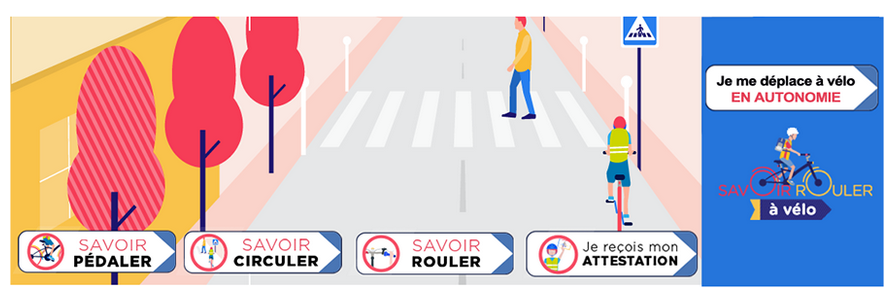 Je me déplace à vélo
EN AUTONOMIE
SAVOIR ROULER
à vélo
SAVOIR
PÉDALER
SAVOIR
CIRCULER
SAVOIR
ROULER
Je reçois mon
ATTESTATION